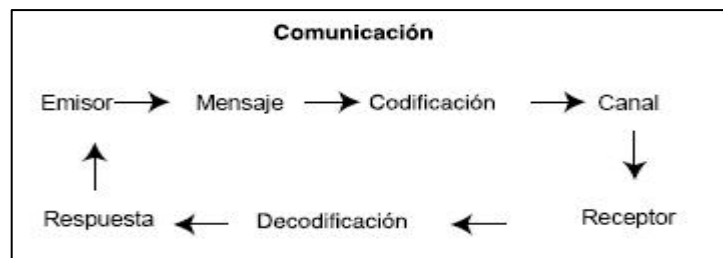 Comunicación
Emisor Mensaje Codificación Canal
Respuesta Decodificación Receptor